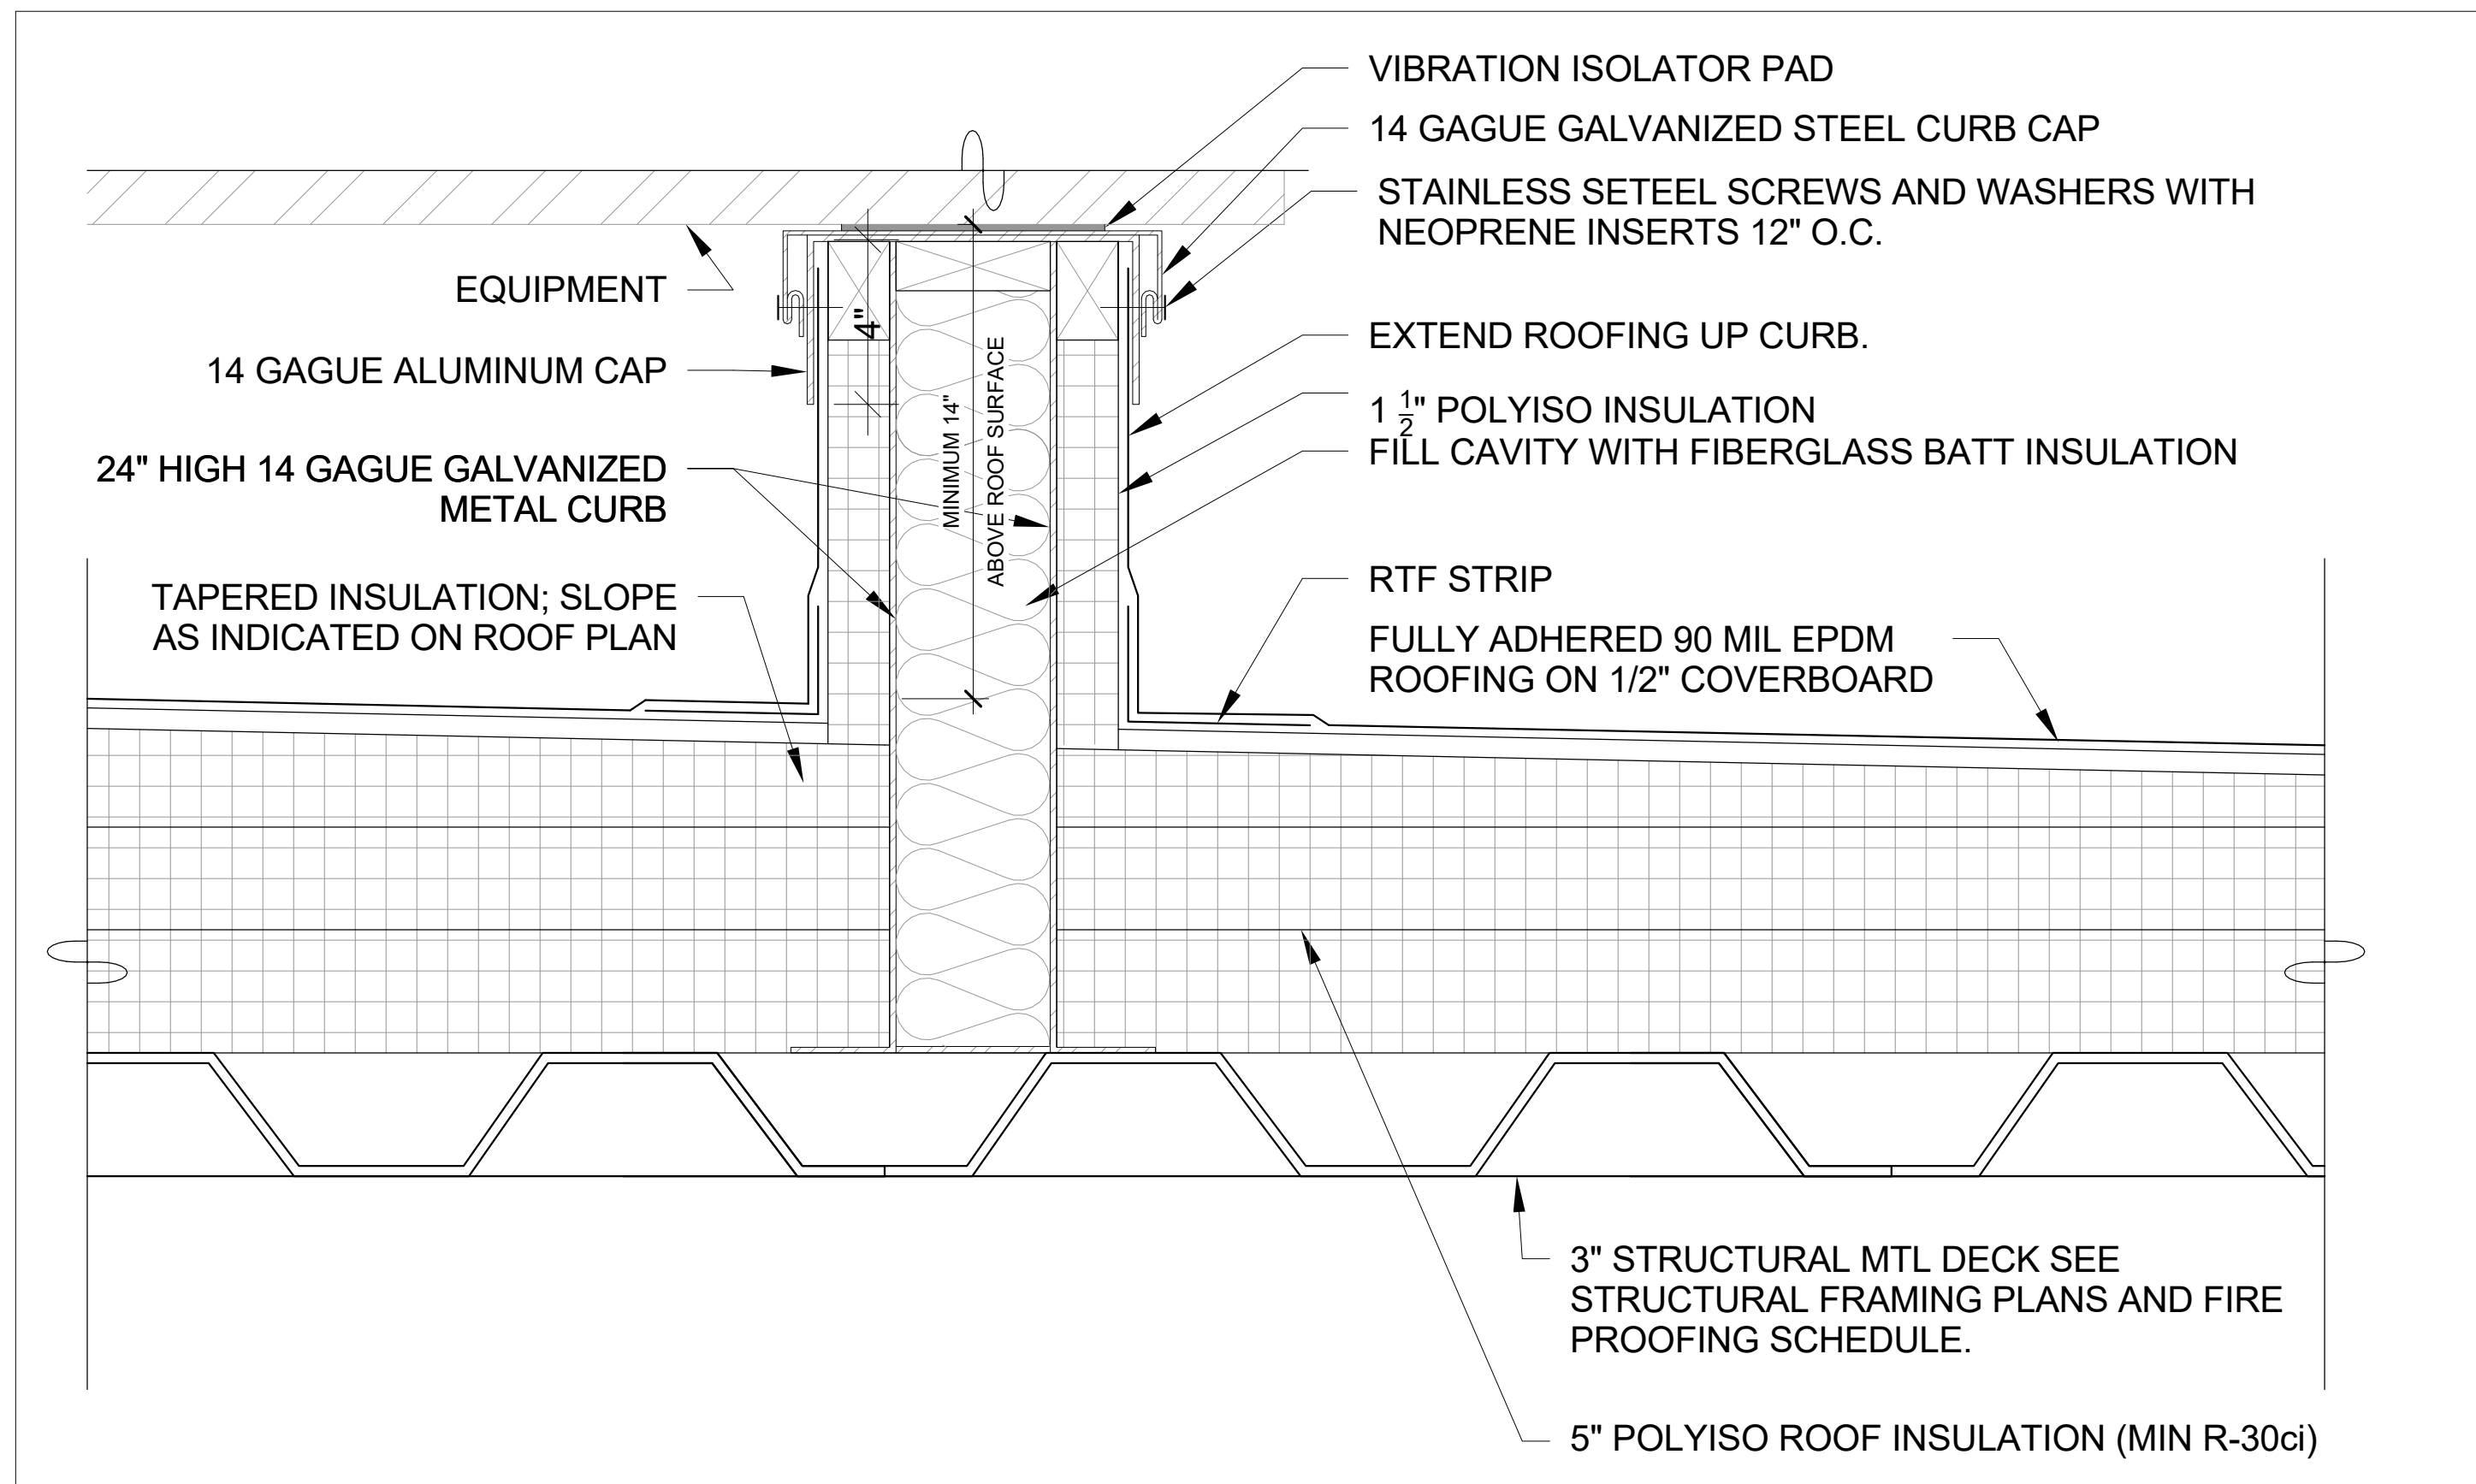 VIBRATION ISOLATOR PAD
14 GAGUE GALVANIZED STEEL CURB CAP
STAINLESS SETEEL SCREWS AND WASHERS WITH
NEOPRENE INSERTS 12" O.C.
EQUIPMENT
4"
EXTEND ROOFING UP CURB.
14 GAGUE ALUMINUM CAP
1 1/2" POLYISO INSULATION
FILL CAVITY WITH FIBERGLASS BATT INSULATION
24" HIGH 14 GAGUE GALVANIZED
METAL CURB
MINIMUM 14"
ABOVE ROOF SURFACE
RTF STRIP
TAPERED INSULATION; SLOPE
AS INDICATED ON ROOF PLAN
FULLY ADHERED 90 MIL EPDM
ROOFING ON 1/2" COVERBOARD
3" STRUCTURAL MTL DECK SEE
STRUCTURAL FRAMING PLANS AND FIRE
PROOFING SCHEDULE.
5" POLYISO ROOF INSULATION (MIN R-30ci)